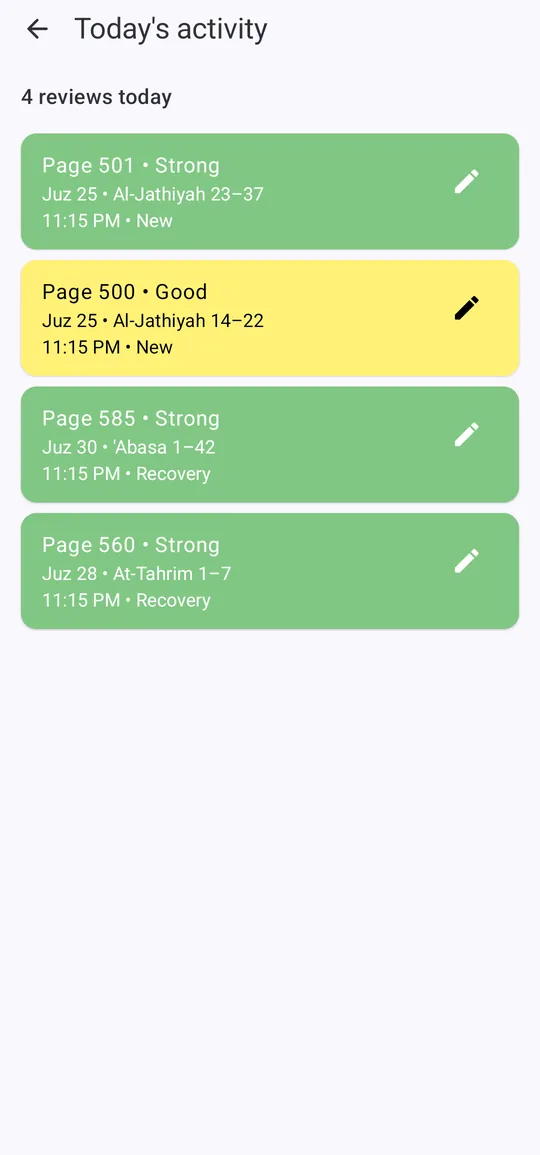 Today's activity
4 reviews today
Page 501 • Strong
Juz 25 • Al-Jathiyah 23–37
11:15 PM • New
Page 500 • Good
Juz 25 • Al-Jathiyah 14–22
11:15 PM • New
Page 585 • Strong
Juz 30 • 'Abasa 1–42
11:15 PM • Recovery
Page 560 • Strong
Juz 28 • At-Tahrim 1–7
11:15 PM • Recovery